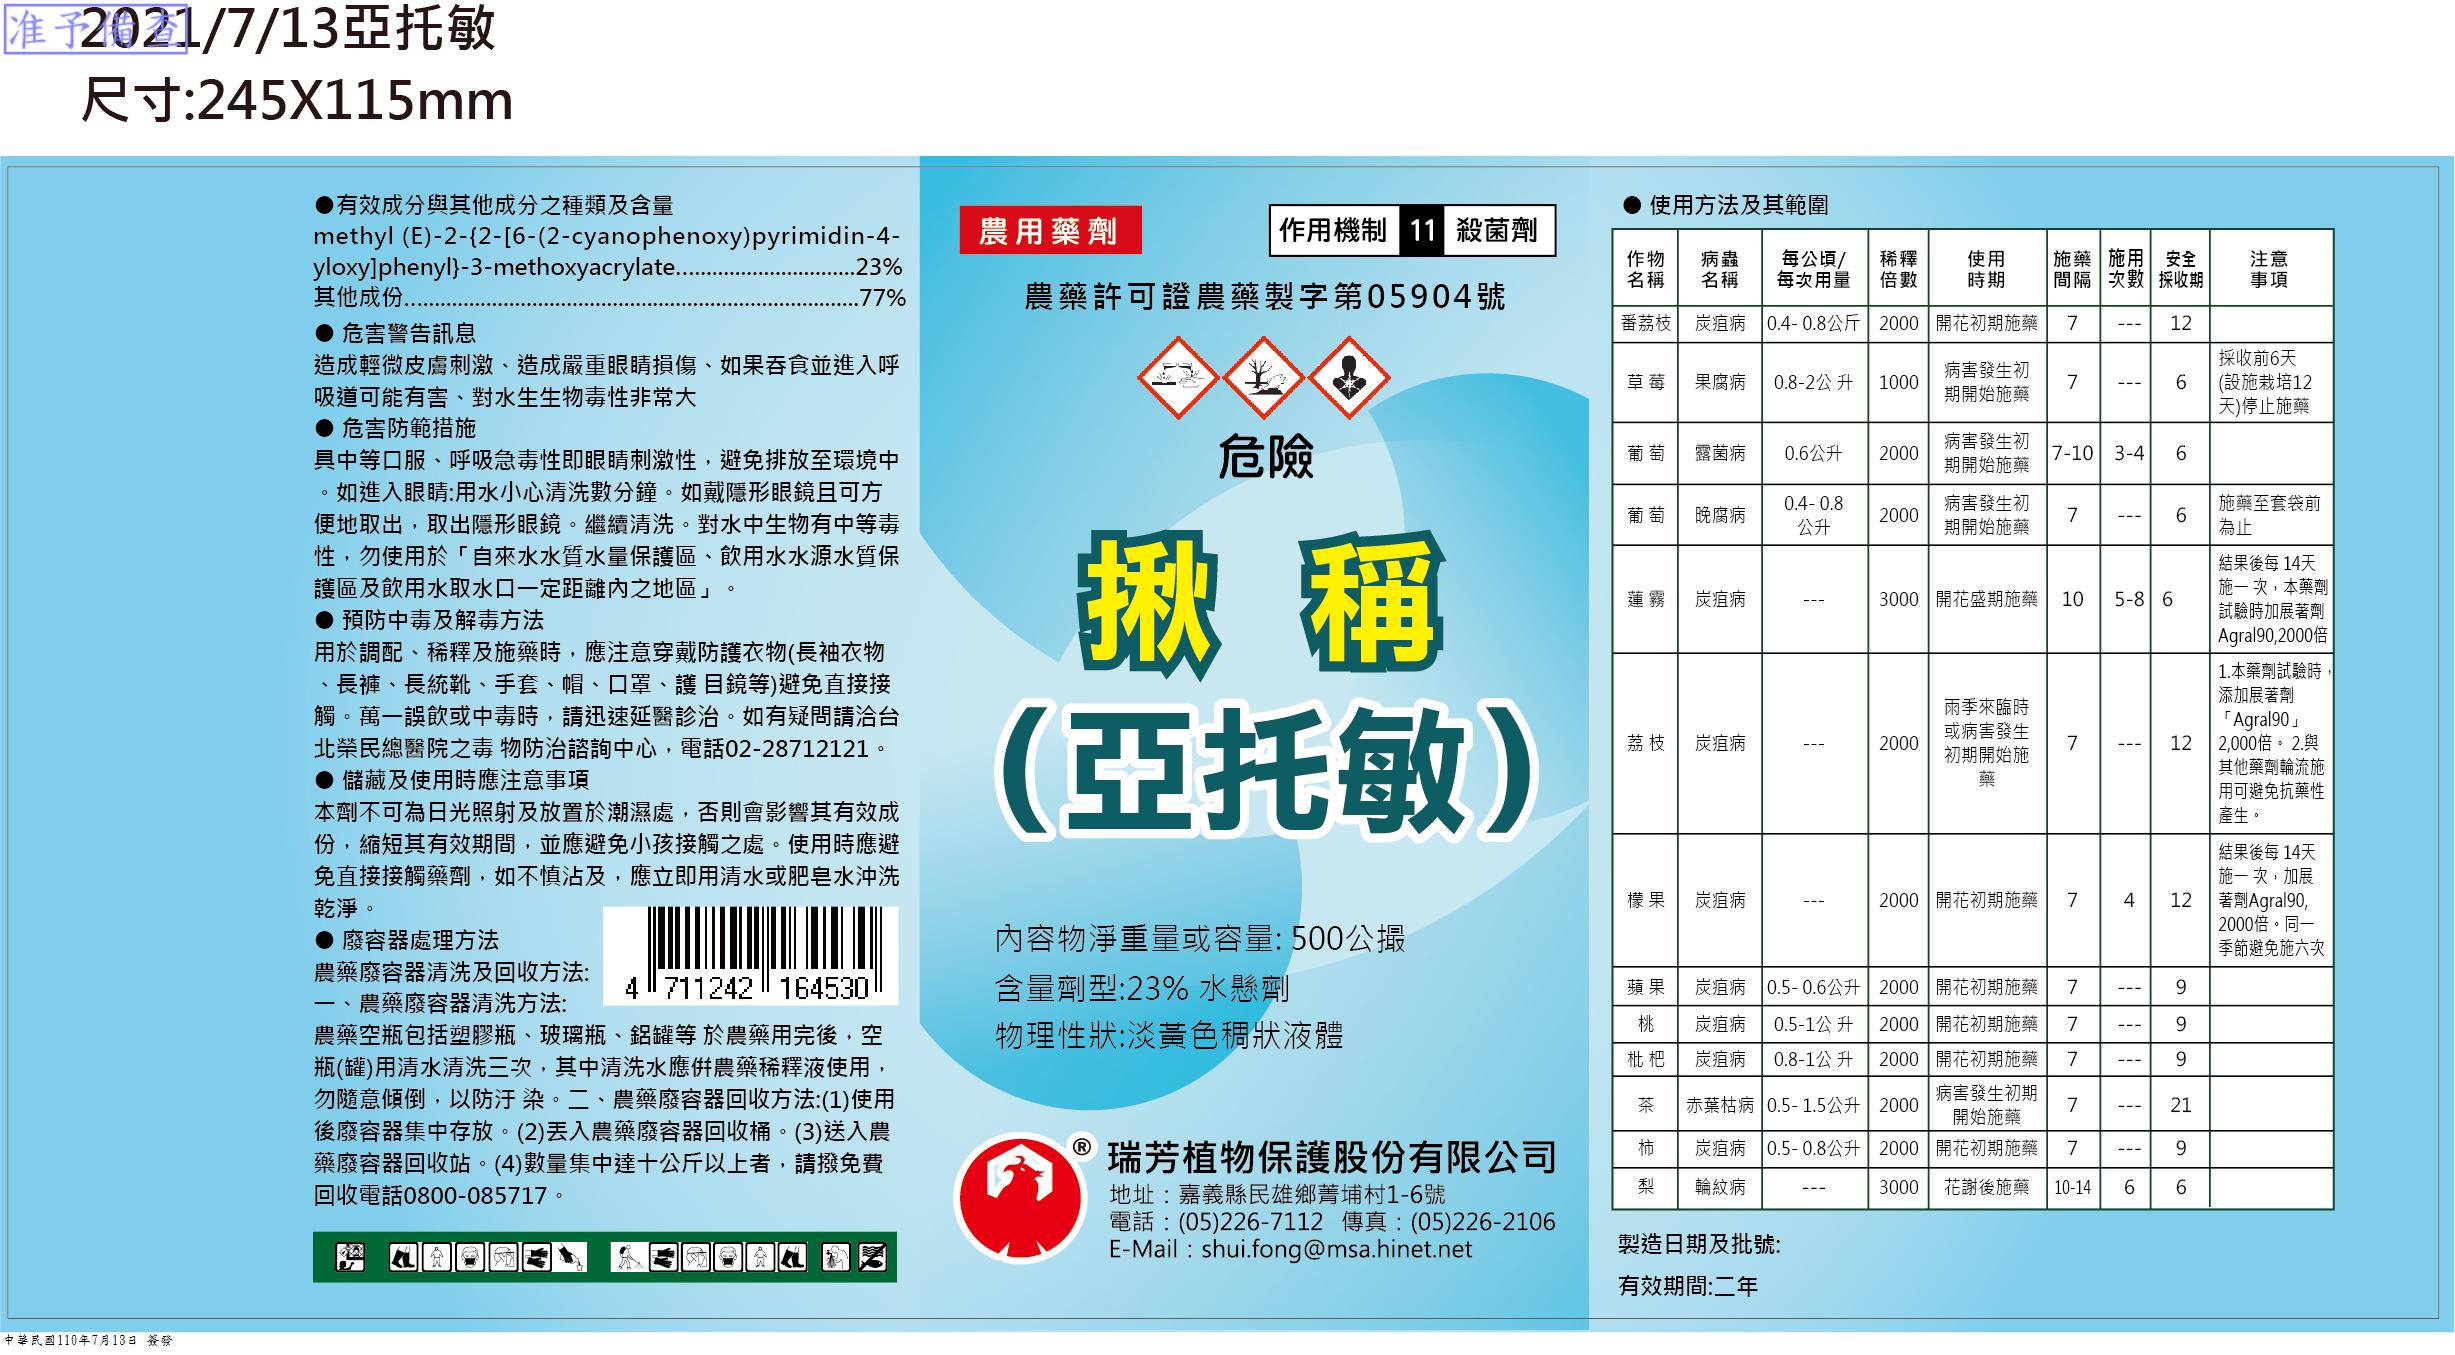 准予備查
2021/7/13亞托敏
尺寸:245X115mm
●有效成分與其他成分之種類及含量
methyl (E)-2-{2-[6-(2-cyanophenoxy)pyrimidin-4-
yloxy]phenyl}-3-methoxyacrylate..............................23%
其他成份............................................................................77%
● 危害警告訊息
造成輕微皮膚刺激、造成嚴重眼睛損傷、如果吞食並進入呼
吸道可能有害、對水生生物毒性非常大
● 危害防範措施
具中等口服、呼吸急毒性即眼睛刺激性，避免排放至環境中
。如進入眼睛:用水小心清洗數分鐘。如戴隱形眼鏡且可方
便地取出，取出隱形眼鏡。繼續清洗。對水中生物有中等毒
性，勿使用於「自來水水質水量保護區、飲用水水源水質保
護區及飲用水取水口一定距離內之地區」。
● 預防中毒及解毒方法
用於調配、稀釋及施藥時，應注意穿戴防護衣物(長袖衣物
、長褲、長統靴、手套、帽、口罩、護 目鏡等)避免直接接
觸。萬一誤飲或中毒時，請迅速延醫診治。如有疑問請洽台
北榮民總醫院之毒 物防治諮詢中心，電話02-28712121。
● 儲藏及使用時應注意事項
本劑不可為日光照射及放置於潮濕處，否則會影響其有效成
份，縮短其有效期間，並應避免小孩接觸之處。使用時應避
免直接接觸藥劑，如不慎沾及，應立即用清水或肥皂水沖洗
乾淨。
● 廢容器處理方法
農藥廢容器清洗及回收方法:
一、農藥廢容器清洗方法:
農藥空瓶包括塑膠瓶、玻璃瓶、鋁罐等 於農藥用完後，空
瓶(罐)用清水清洗三次，其中清洗水應倂農藥稀釋液使用，
勿隨意傾倒，以防汙 染。二、農藥廢容器回收方法:(1)使用
後廢容器集中存放。(2)丟入農藥廢容器回收桶。(3)送入農
藥廢容器回收站。(4)數量集中達十公斤以上者，請撥免費
回收電話0800-085717。
4 711242 164530
農用藥劑
作用機制 11 殺菌劑
農藥許可證農藥製字第05904號
危險
揪 稱
(亞托敏)
內容物淨重量或容量: 500公撮
含量劑型:23% 水懸劑
物理性狀:淡黃色稠狀液體
®
瑞芳植物保護股份有限公司
地址：嘉義縣民雄鄉菁埔村1-6號
電話：(05)226-7112 傳真：(05)226-2106
E-Mail：shui.fong@msa.hinet.net
● 使用方法及其範圍
作物名稱 病蟲名稱 每公頃/每次用量 稀釋倍數 使用時期 施藥間隔 施用次數 安全採收期 注意事項
番荔枝 炭疽病 0.4- 0.8公斤 2000 開花初期施藥 7 --- 12
草 莓 果腐病 0.8-2公 升 1000 病害發生初期開始施藥 7 --- 6 採收前6天(設施栽培12天)停止施藥
葡 萄 露菌病 0.6公升 2000 病害發生初期開始施藥 7-10 3-4 6
葡 萄 晚腐病 0.4- 0.8公升 2000 病害發生初期開始施藥 7 --- 6 施藥至套袋前為止
蓮 霧 炭疽病 --- 3000 開花盛期施藥 10 5-8 6 結果後每 14天施一 次，本藥劑試驗時加展著劑Agral90,2000倍
荔 枝 炭疽病 --- 2000 雨季來臨時或病害發生初期開始施藥 7 --- 12 1.本藥劑試驗時，添加展著劑「Agral90」2,000倍。 2.與其他藥劑輪流施用可避免抗藥性產生。
檬 果 炭疽病 --- 2000 開花初期施藥 7 4 12 結果後每 14天施一 次，加展著劑Agral90,2000倍。同一季節避免施六次
蘋 果 炭疽病 0.5- 0.6公升 2000 開花初期施藥 7 --- 9
桃 炭疽病 0.5-1公 升 2000 開花初期施藥 7 --- 9
枇 杷 炭疽病 0.8-1公 升 2000 開花初期施藥 7 --- 9
茶 赤葉枯病 0.5- 1.5公升 2000 病害發生初期開始施藥 7 --- 21
柿 炭疽病 0.5- 0.8公升 2000 開花初期施藥 7 --- 9
梨 輪紋病 --- 3000 花謝後施藥 10-14 6 6
製造日期及批號:
有效期間:二年
中華民國110年7月13日 簽發